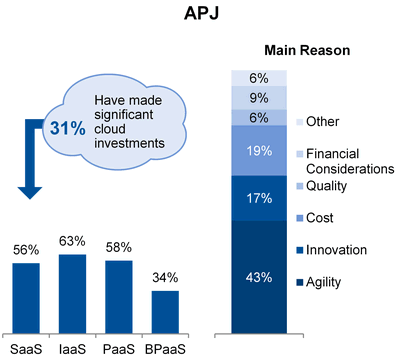 APJ
31%
Have made
significant
cloud
investments
56%
63%
58%
34%
SaaS
IaaS
PaaS
BPaaS
Main Reason
6%
9%
6%
19%
17%
43%
Other
Financial
Considerations
Quality
Cost
Innovation
Agility